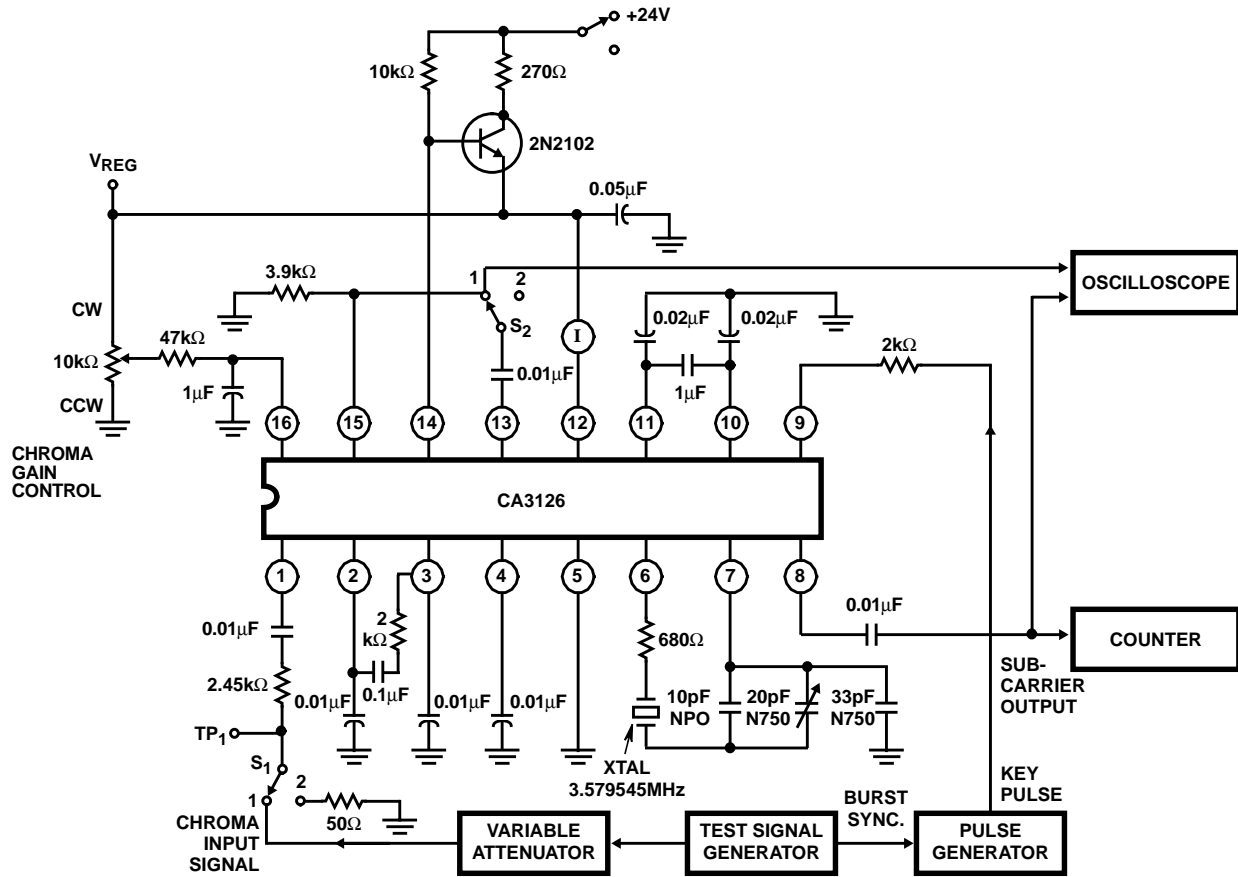 +24V
10kΩ
270Ω
2N2102
VREG
0.05µF
3.9kΩ
1
2
S2
CW
47kΩ
10kΩ
1µF
CCW
CHROMA
GAIN
CONTROL
0.01µF
I
0.02µF
0.02µF
1µF
2kΩ
OSCILLOSCOPE
16
15
14
13
12
11
10
9
CA3126
1
2
3
4
5
6
7
8
0.01µF
2.45kΩ
0.01µF
2
kΩ
0.1µF
0.01µF
0.01µF
680Ω
10pF
NPO
20pF
N750
33pF
N750
0.01µF
COUNTER
SUB-
CARRIER
OUTPUT
TP1
S1
1
2
50Ω
XTAL
3.579545MHz
CHROMA
INPUT
SIGNAL
VARIABLE
ATTENUATOR
TEST SIGNAL
GENERATOR
BURST
SYNC.
KEY
PULSE
PULSE
GENERATOR